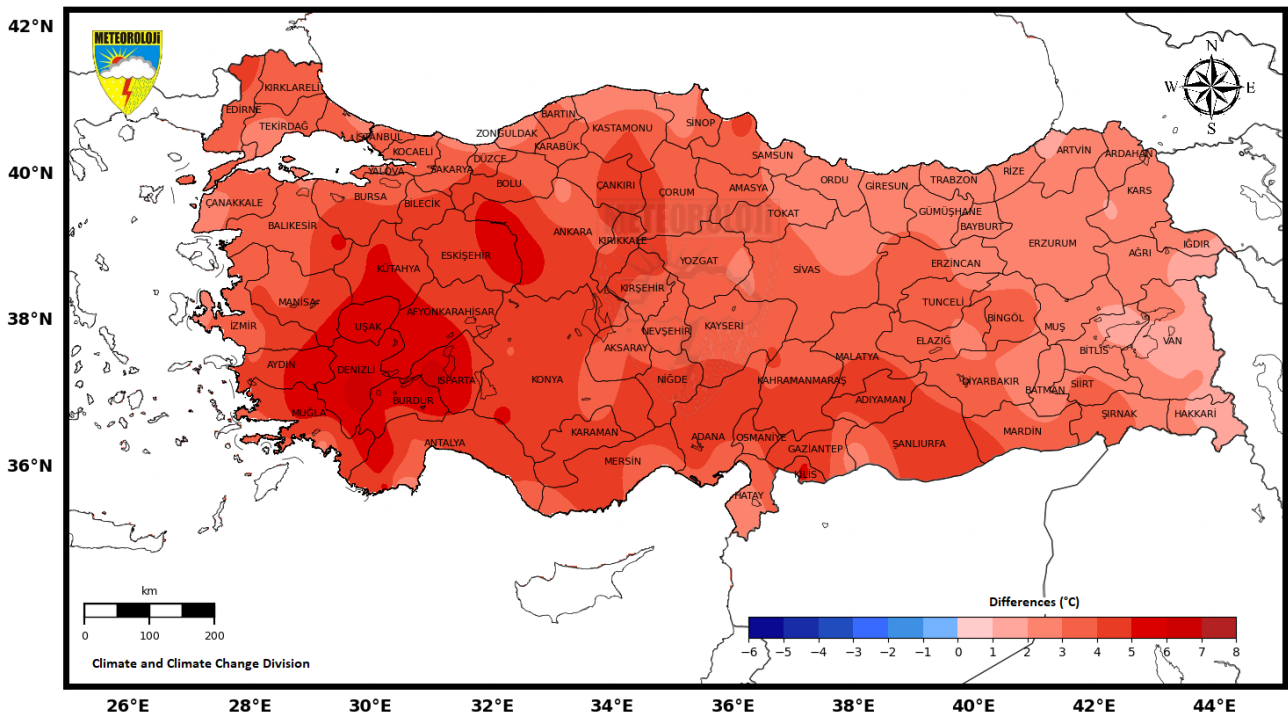 42°N
40°N
38°N
36°N
METEOROLOJİ
N
W E
S
KIRKLARELİ
EDİRNE
TEKİRDAĞ
İSTANBUL
KOCAELİ
YALOVA
SAKARYA
DÜZCE
ZONGULDAK
BARTIN
KARABÜK
KASTAMONU
SİNOP
SAMSUN
ORDU
GİRESUN
TRABZON
RİZE
ARTVİN
ARDAHAN
KARS
ÇANAKKALE
BURSA
BİLECİK
BOLU
ÇANKIRI
ÇORUM
AMASYA
TOKAT
GÜMÜŞHANE
BAYBURT
ERZURUM
AĞRI
IĞDIR
BALIKESİR
KÜTAHYA
ESKİŞEHİR
ANKARA
KIRIKKALE
METEOROLOJİ
YOZGAT
SİVAS
ERZİNCAN
TUNCELİ
BİNGÖL
MUŞ
BİTLİS
VAN
MANİSA
İZMİR
UŞAK
AFYONKARAHİSAR
KIRŞEHİR
NEVŞEHİR
KAYSERİ
AKSARAY
MALATYA
ELAZIĞ
DİYARBAKIR
BATMAN
SİİRT
ŞIRNAK
HAKKARİ
AYDIN
DENİZLİ
ISPARTA
BURDUR
MUĞLA
ANTALYA
KONYA
KARAMAN
NİĞDE
MERSİN
ADANA
OSMANİYE
KAHRAMANMARAŞ
ADIYAMAN
GAZİANTEP
KİLİS
ŞANLIURFA
MARDİN
HATAY
km
0 100 200
Climate and Climate Change Division
Differences (°C)
−6 −5 −4 −3 −2 −1 0 1 2 3 4 5 6 7 8
26°E 28°E 30°E 32°E 34°E 36°E 38°E 40°E 42°E 44°E